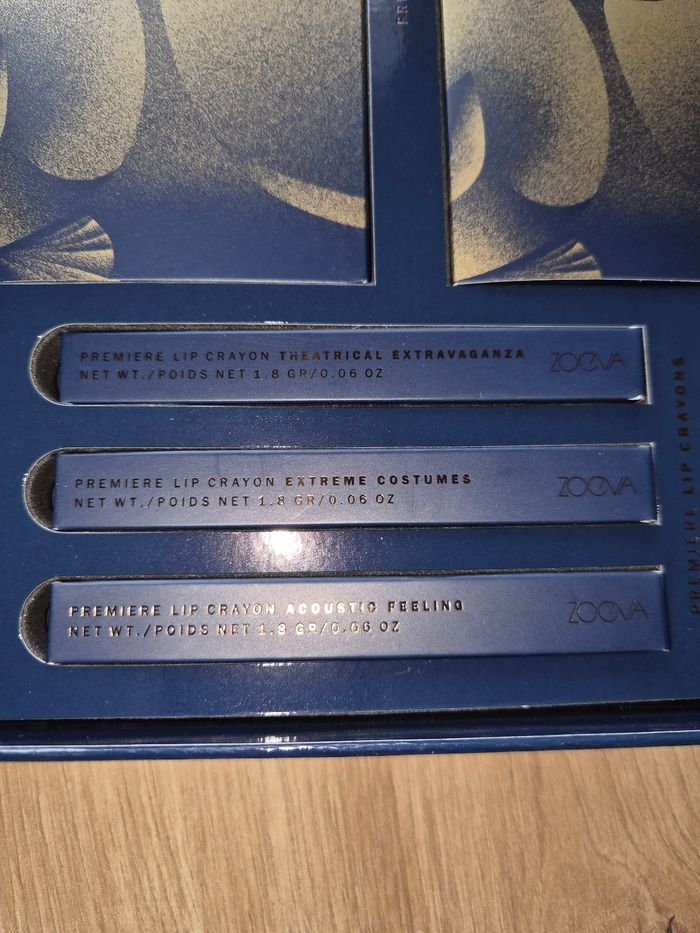 PREMIERE LIP CRAYON THEATRICAL EXTRAVAGANZA
NET WT./POIDS NET 1.8 GR/0.06 OZ
ZOEVA
PREMIERE LIP CRAYON EXTREME COSTUMES
NET WT./POIDS NET 1.8 GR/0.06 OZ
ZOEVA
PREMIERE LIP CRAYON ACOUSTIC FEELING
NET WT./POIDS NET 1.8 GR/0.06 OZ
ZOEVA
PREMIERE LIP CRAYONS